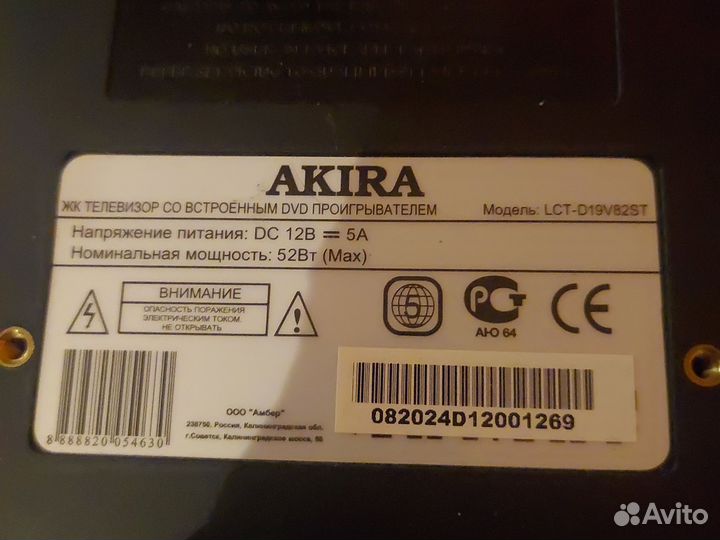 AKIRA
ЖК ТЕЛЕВИЗОР СО ВСТРОЕННЫМ DVD ПРОИГРЫВАТЕЛЕМ Модель: LCT-D19V82ST
Напряжение питания: DC 12В 5А
Номинальная мощность: 52Вт (Max)
ВНИМАНИЕ
ОПАСНОСТЬ ПОРАЖЕНИЯ
ЭЛЕКТРИЧЕСКИМ ТОКОМ.
НЕ ОТКРЫВАТЬ
5
РСТ
АЮ 64
CE
082024D12001269
ООО "Амбер"
238750, Россия, Калининградская обл.
г.Советск, Калининградское шоссе,
8 888820 054630
Avito